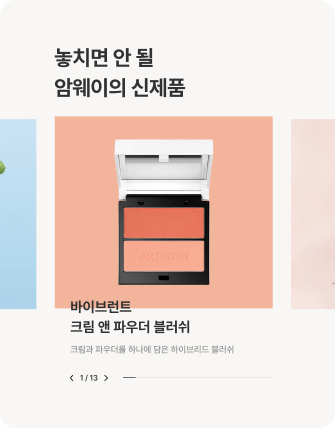 놓치면 안 될
암웨이의 신제품
ARTISTRY
바이브런트
크림 앤 파우더 블러쉬
크림과 파우더를 하나에 담은 하이브리드 블러쉬
1 / 13